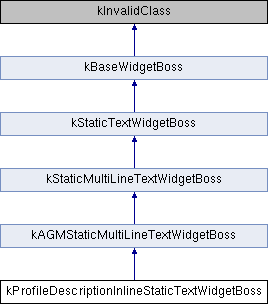 kInvalidClass
kBaseWidgetBoss
kStaticTextWidgetBoss
kStaticMultiLineTextWidgetBoss
kAGMStaticMultiLineTextWidgetBoss
kProfileDescriptionInlineStaticTextWidgetBoss